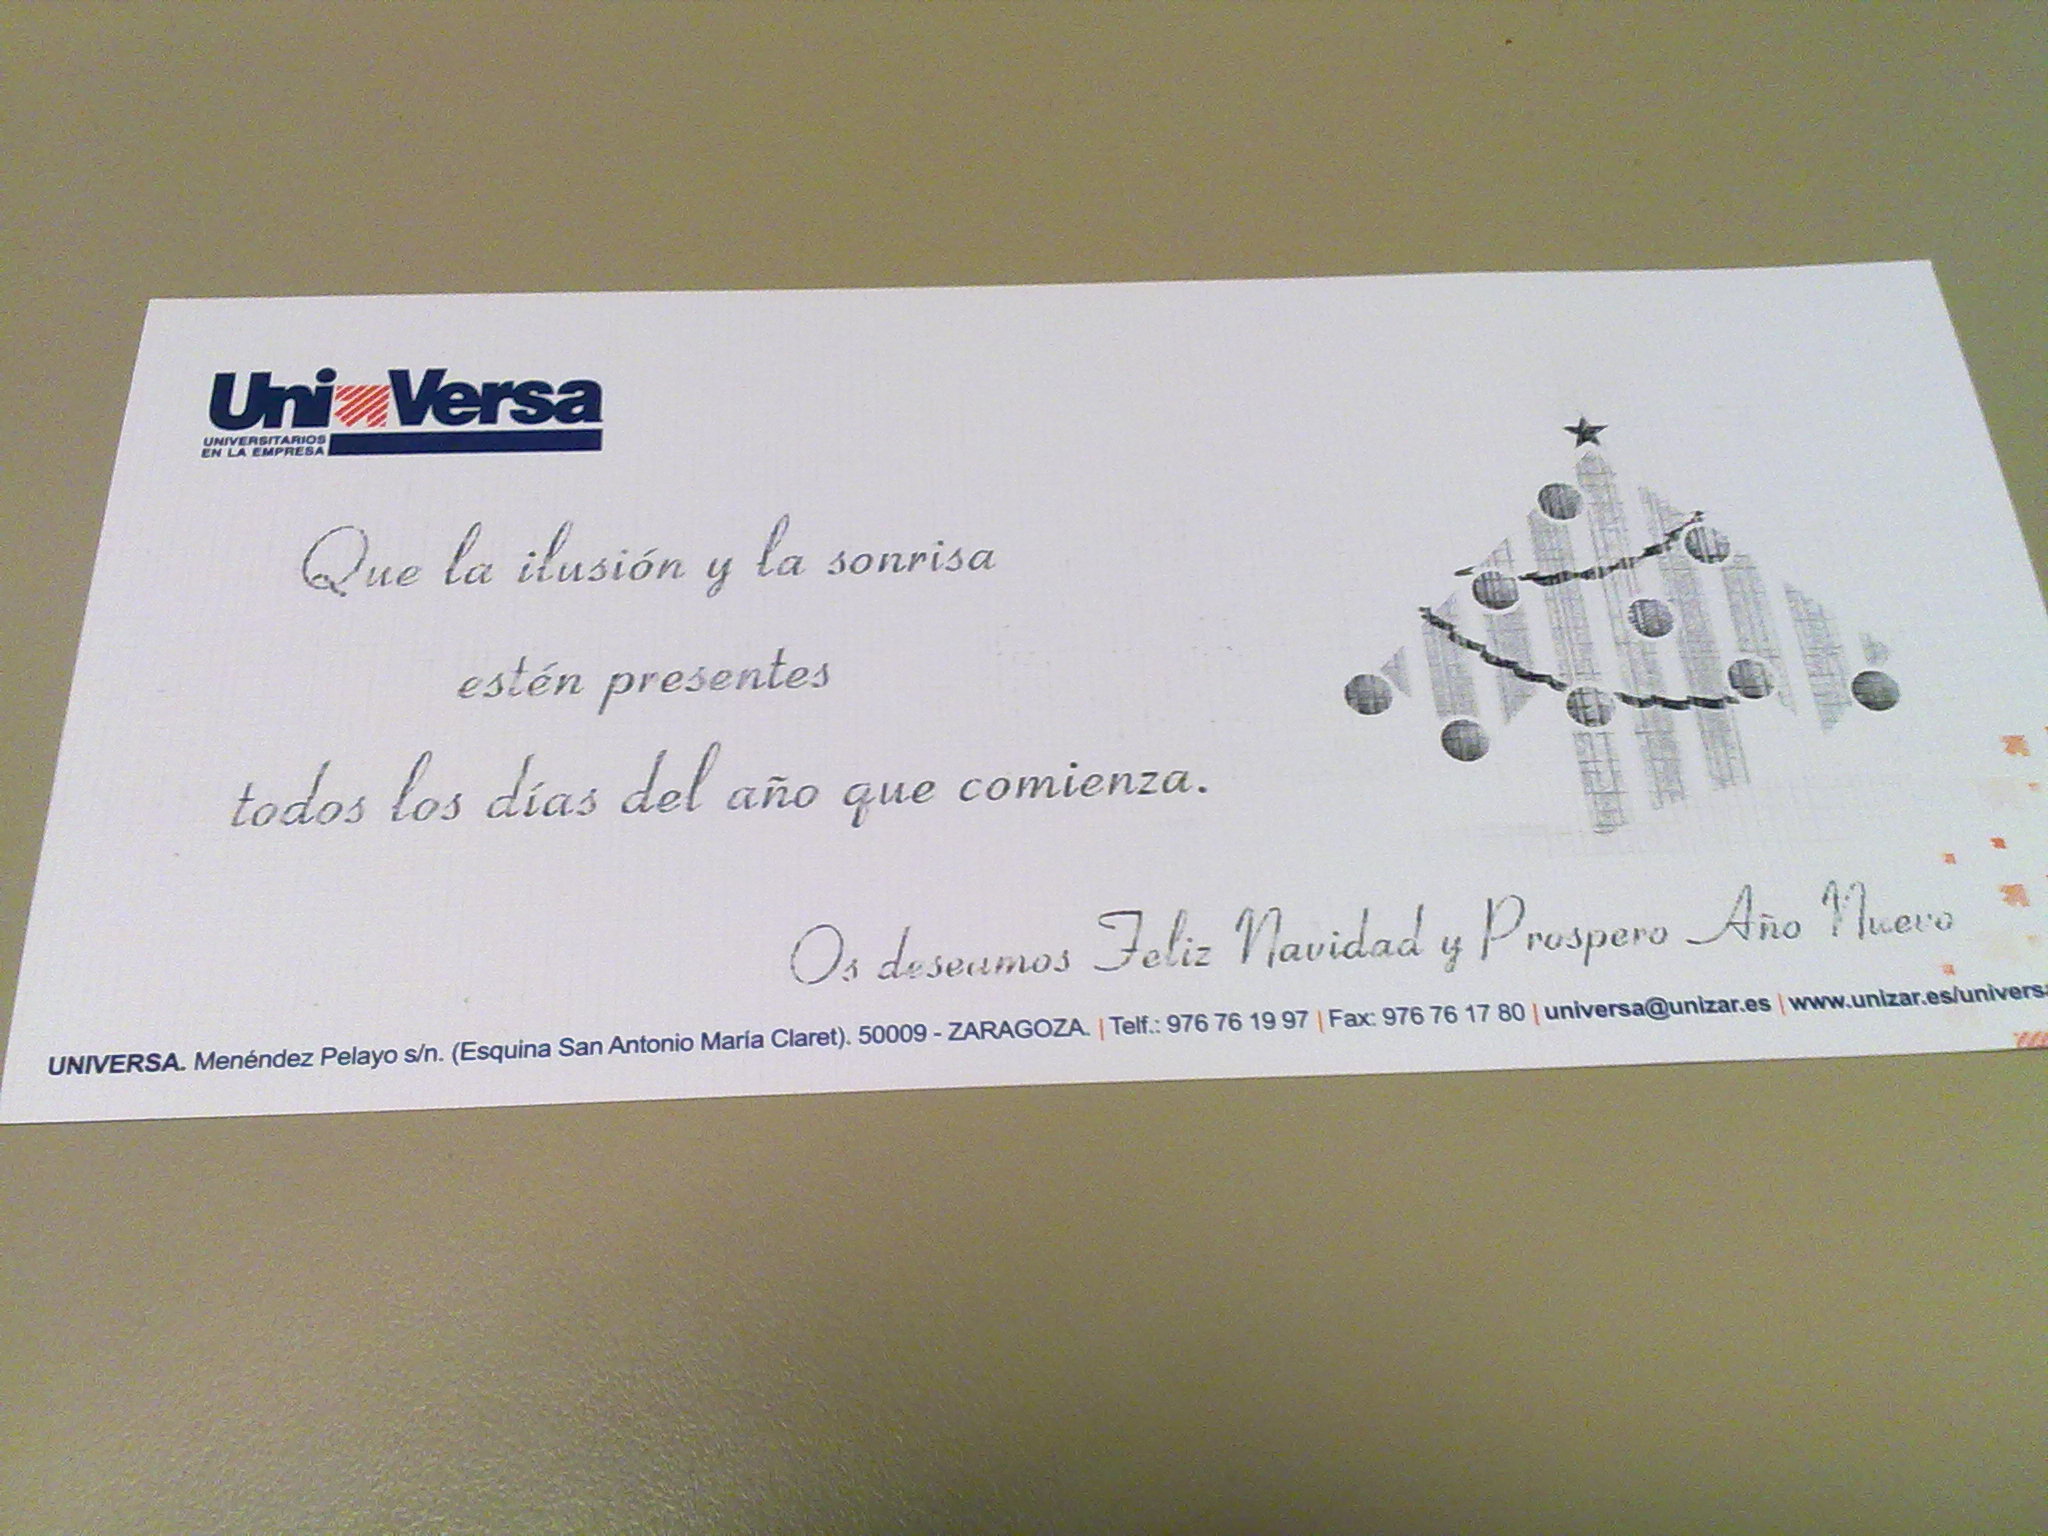 UniVersa
UNIVERSITARIOS
EN LA EMPRESA
Que la ilusión y la sonrisa
estén presentes
todos los días del año que comienza.
Os deseamos Feliz Navidad y Prospero Año Nuevo
UNIVERSA. Menéndez Pelayo s/n. (Esquina San Antonio María Claret). 50009 - ZARAGOZA. | Telf.: 976 76 19 97 | Fax: 976 76 17 80 | universa@unizar.es | www.unizar.es/universa